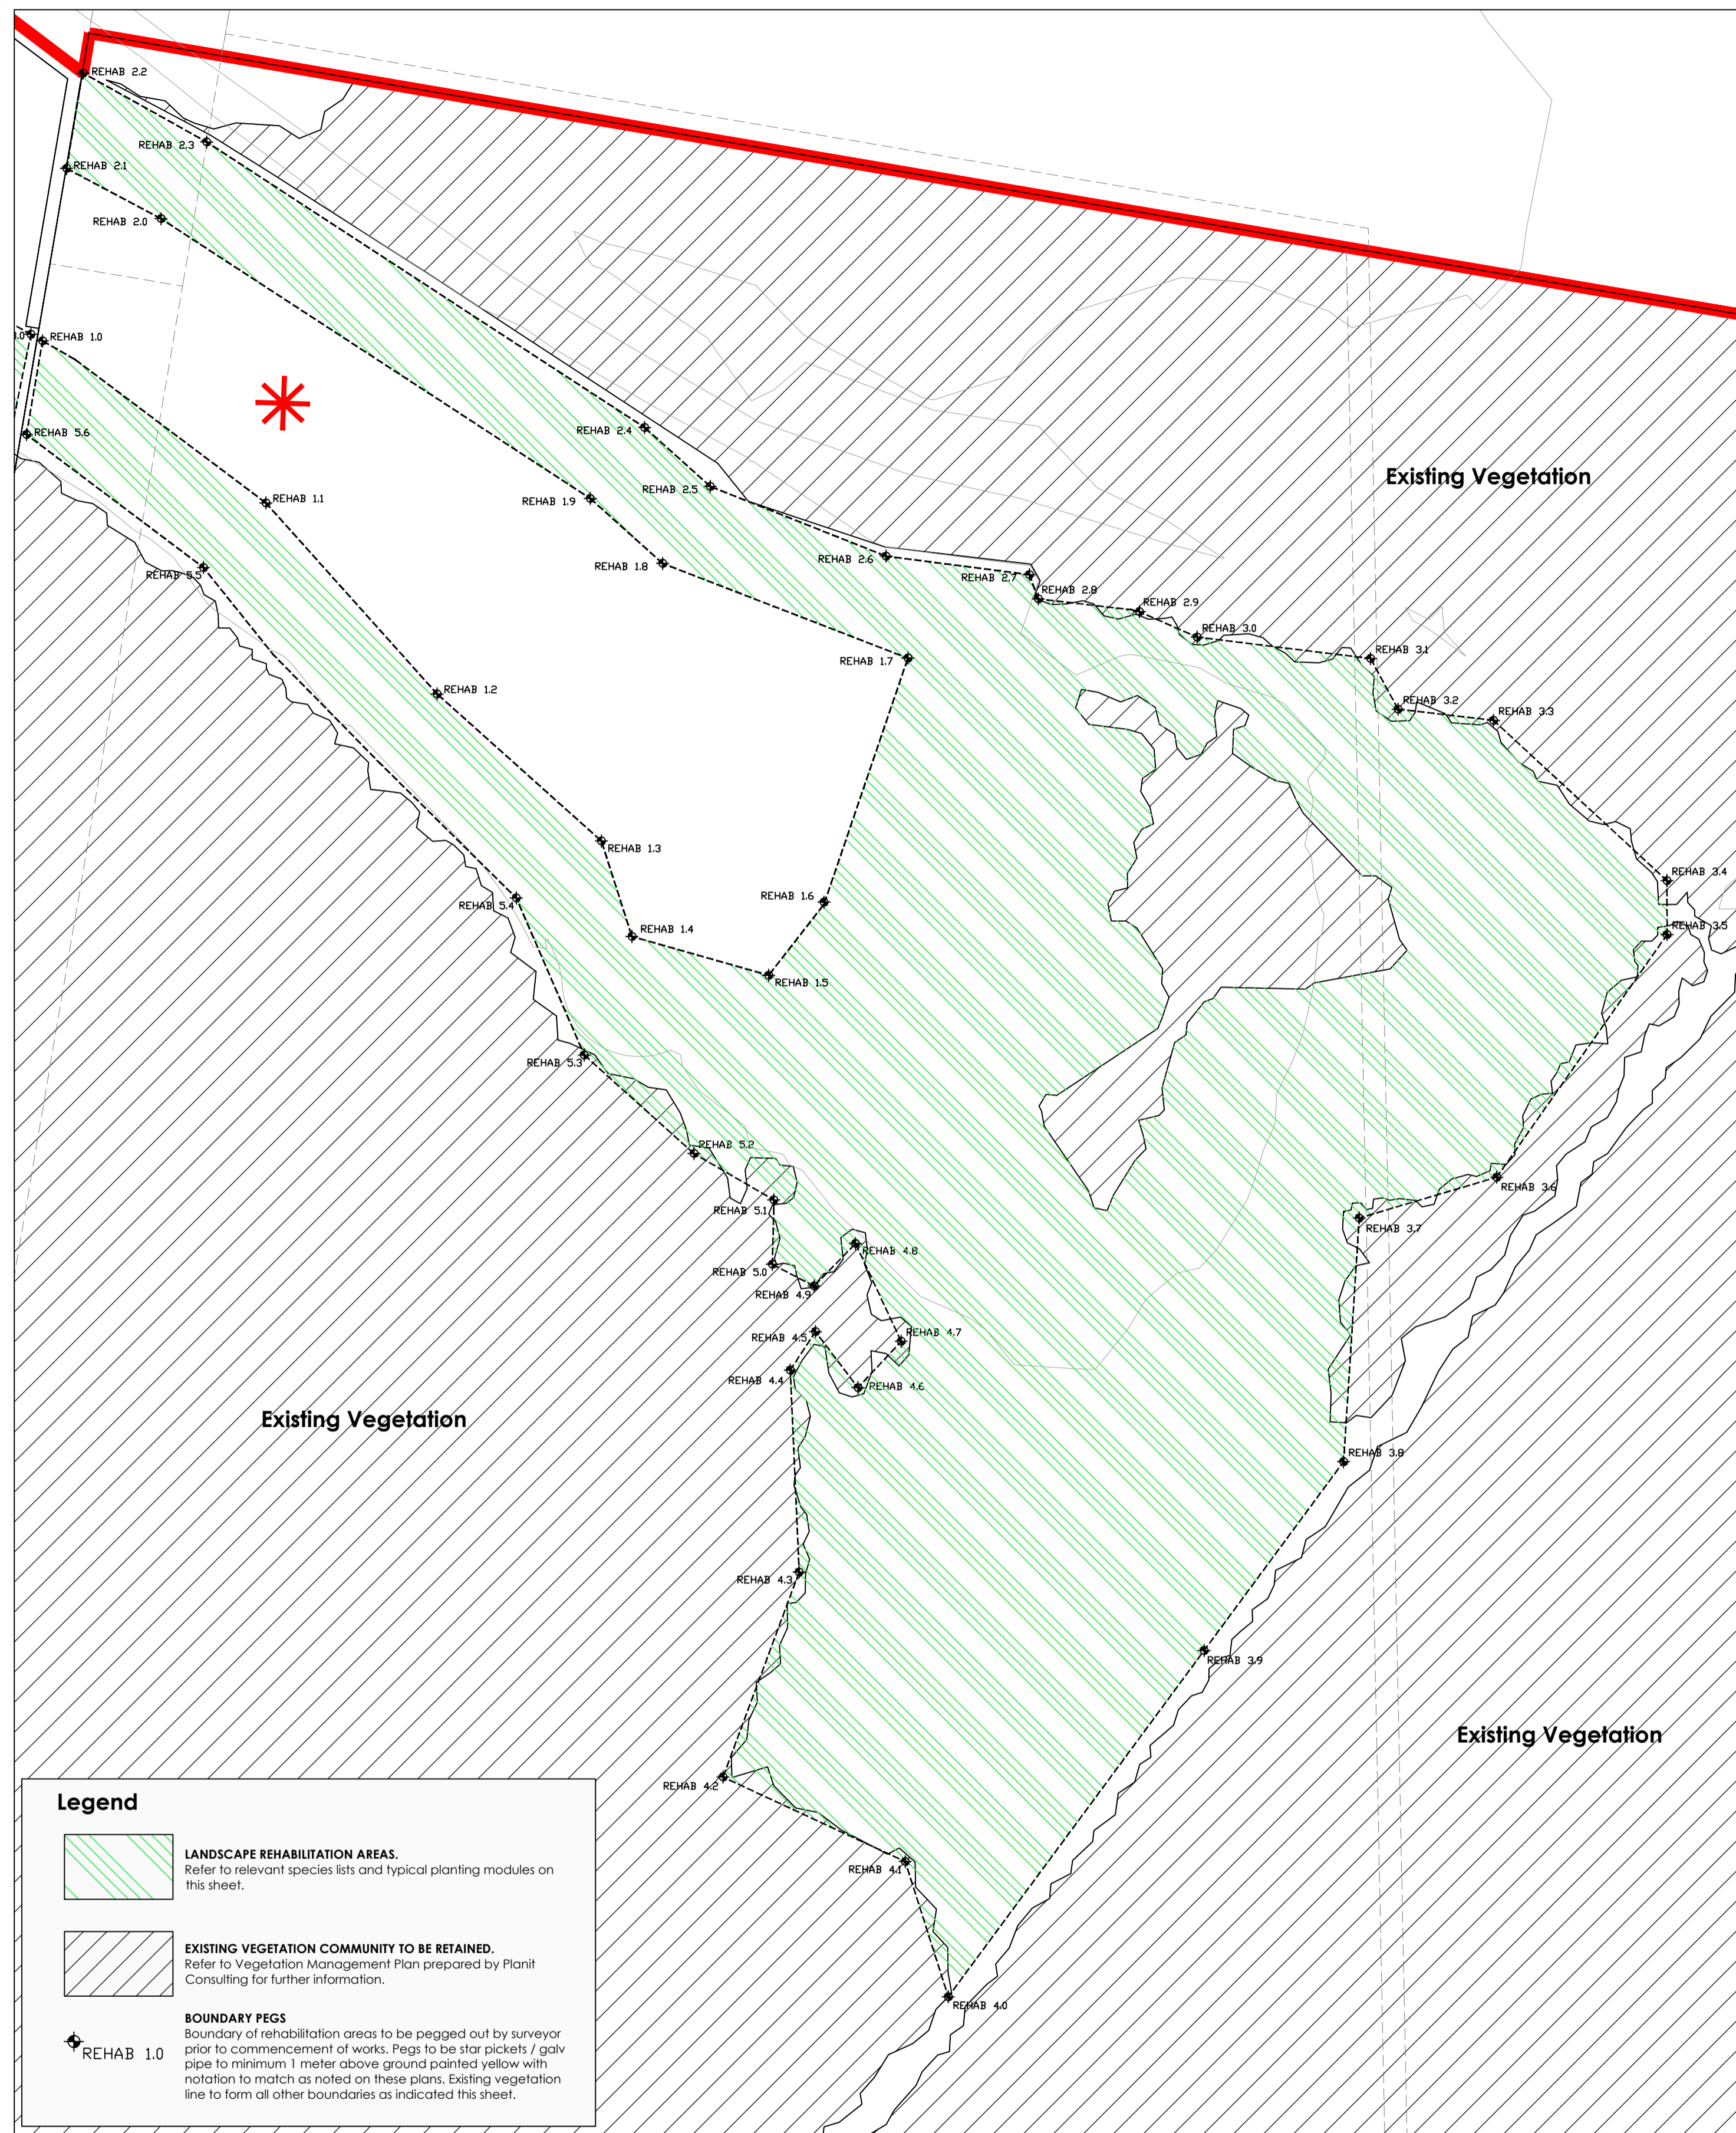 REHAB 2.2
REHAB 2.3
REHAB 2.1
REHAB 2.0
REHAB 1.0
REHAB 2.4
REHAB 5.6
Existing Vegetation
REHAB 2.5
REHAB 1.1
REHAB 1.9
REHAB 2.6
REHAB 1.8
REHAB 5.5
REHAB 2.7
REHAB 2.8
REHAB 2.9
REHAB 3.0
REHAB 3.1
REHAB 1.7
REHAB 1.2
REHAB 3.2
REHAB 3.3
REHAB 1.3
REHAB 3.4
REHAB 1.6
REHAB 5.4
REHAB 1.4
REHAB 3.5
REHAB 1.5
REHAB 5.3
REHAB 5.2
REHAB 3.6
REHAB 5.1
REHAB 3.7
REHAB 4.8
REHAB 5.0
REHAB 4.9
REHAB 4.5
REHAB 4.7
REHAB 4.4
REHAB 4.6
Existing Vegetation
REHAB 3.8
REHAB 4.3
REHAB 3.9
Existing Vegetation
REHAB 4.2
REHAB 4.1
REHAB 4.0
Legend
LANDSCAPE REHABILITATION AREAS.
Refer to relevant species lists and typical planting modules on
this sheet.
EXISTING VEGETATION COMMUNITY TO BE RETAINED.
Refer to Vegetation Management Plan prepared by Planit
Consulting for further information.
BOUNDARY PEGS
Boundary of rehabilitation areas to be pegged out by surveyor
prior to commencement of works. Pegs to be star pickets / galv
pipe to minimum 1 meter above ground painted yellow with
notation to match as noted on these plans. Existing vegetation
line to form all other boundaries as indicated this sheet.
REHAB 1.0